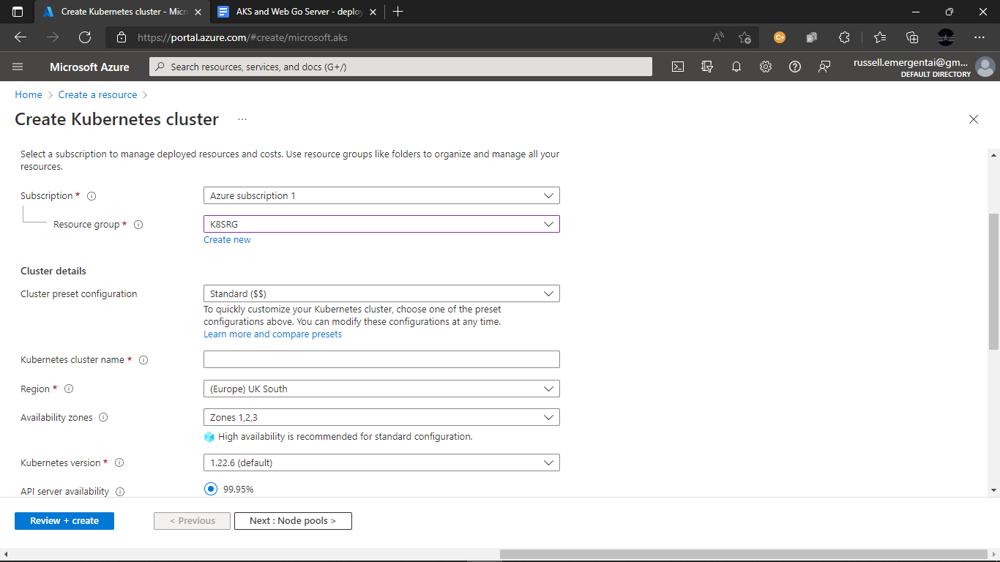 Create Kubernetes cluster - Micr
AKS and Web Go Server - deploy
https://portal.azure.com/#create/microsoft.aks
Microsoft Azure
Search resources, services, and docs (G+/)
russell.emergentai@gm...
DEFAULT DIRECTORY
Home > Create a resource >
Create Kubernetes cluster ...
Select a subscription to manage deployed resources and costs. Use resource groups like folders to organize and manage all your
resources.
Subscription *
Azure subscription 1
Resource group *
K8SRG
Create new
Cluster details
Cluster preset configuration
Standard ($$)
To quickly customize your Kubernetes cluster, choose one of the preset
configurations above. You can modify these configurations at any time.
Learn more and compare presets
Kubernetes cluster name *
Region *
(Europe) UK South
Availability zones
Zones 1,2,3
High availability is recommended for standard configuration.
Kubernetes version *
1.22.6 (default)
API server availability
99.95%
Review + create
< Previous
Next : Node pools >